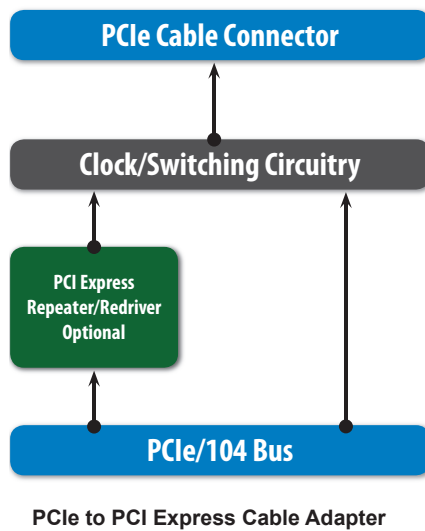 PCIe Cable Connector
Clock/Switching Circuitry
PCI Express
Repeater/Redriver
Optional
PCIe/104 Bus
PCIe to PCI Express Cable Adapter